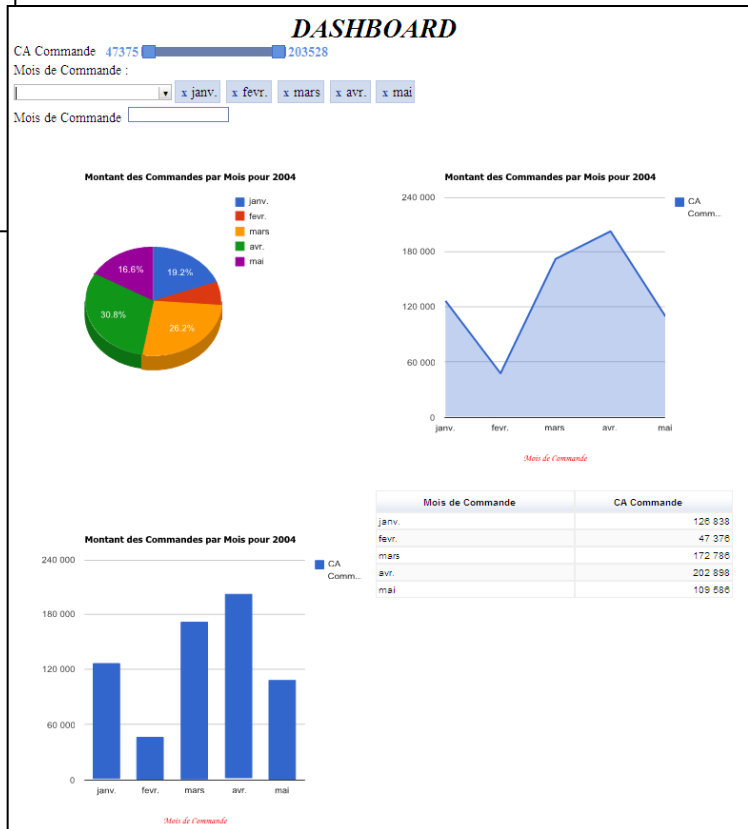 DASHBOARD
CA Commande 47375 203528
Mois de Commande :
x janv. x fevr. x mars x avr. x mai
Mois de Commande
Montant des Commandes par Mois pour 2004
janv.
fevr.
mars
avr.
mai
16.6%
19.2%
30.8%
26.2%
Montant des Commandes par Mois pour 2004
CA
Comm...
240 000
180 000
120 000
60 000
0
janv. fevr. mars avr. mai
Mois de Commande
Mois de Commande CA Commande
janv. 126 838
fevr. 47 376
mars 172 786
avr. 202 898
mai 109 586
Montant des Commandes par Mois pour 2004
CA
Comm...
240 000
180 000
120 000
60 000
0
janv. fevr. mars avr. mai
Mois de Commande